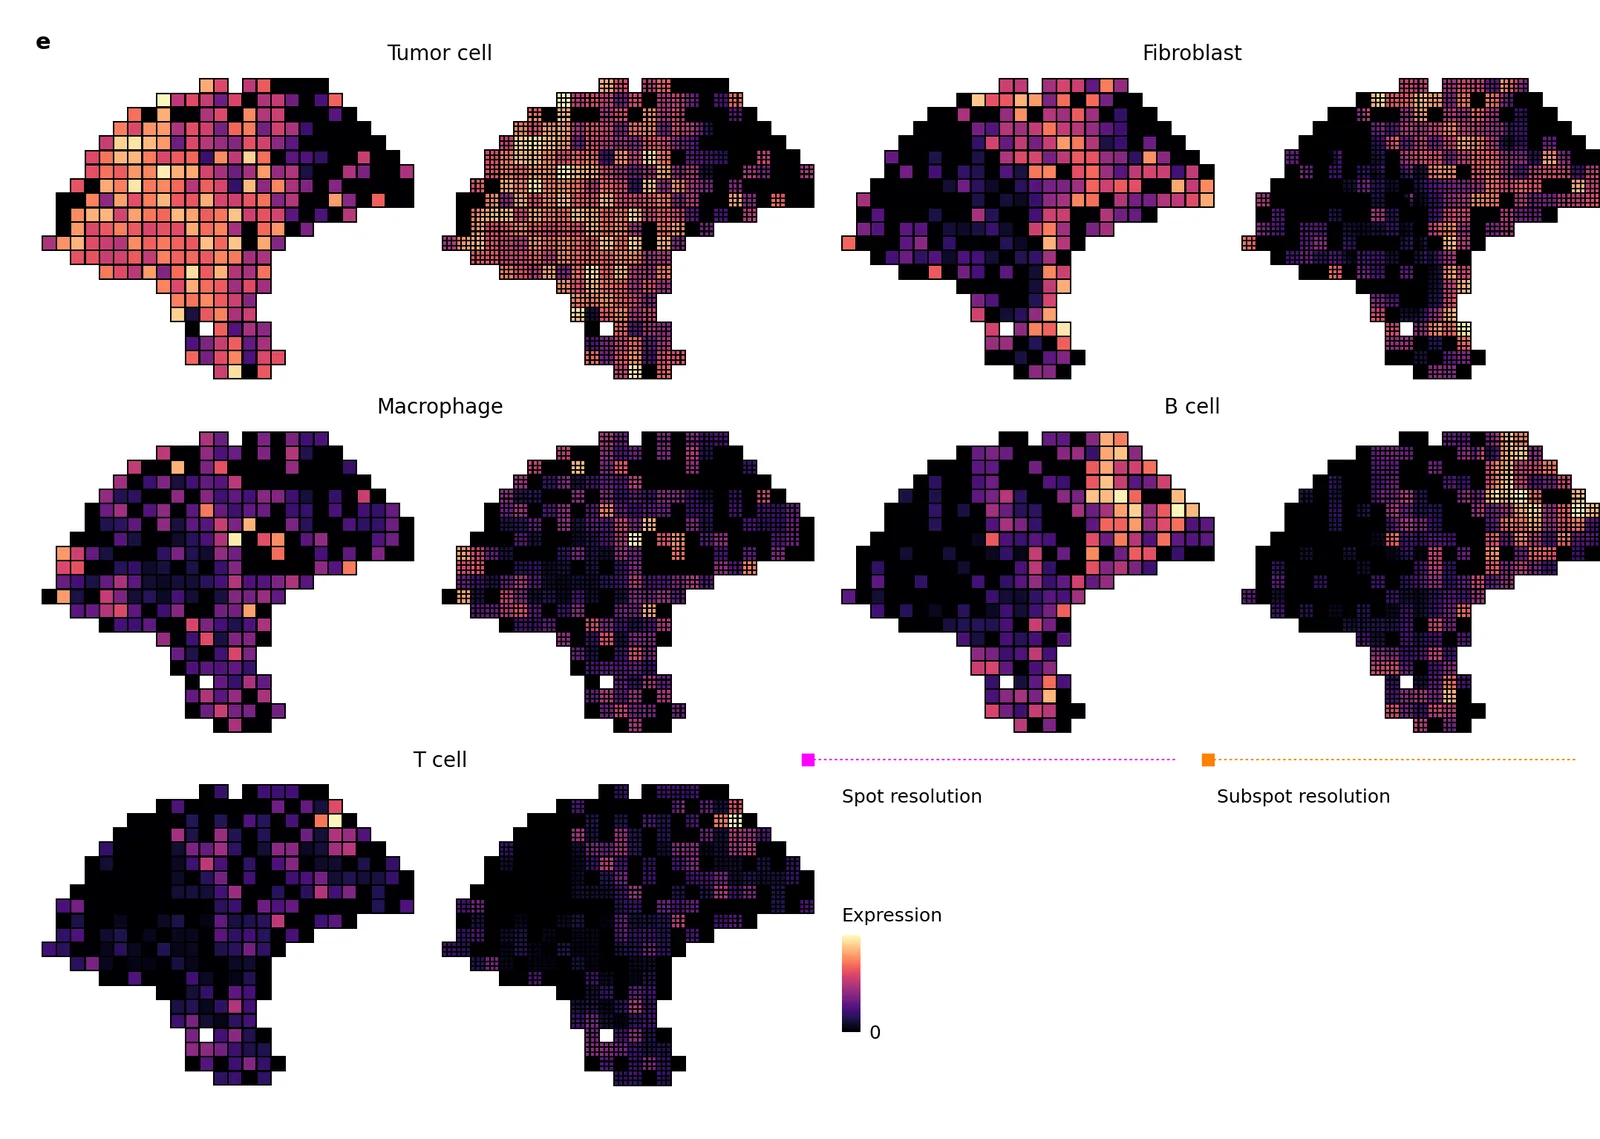 e
Tumor cell
Fibroblast
Macrophage
B cell
T cell
Spot resolution
Subspot resolution
Expression
0